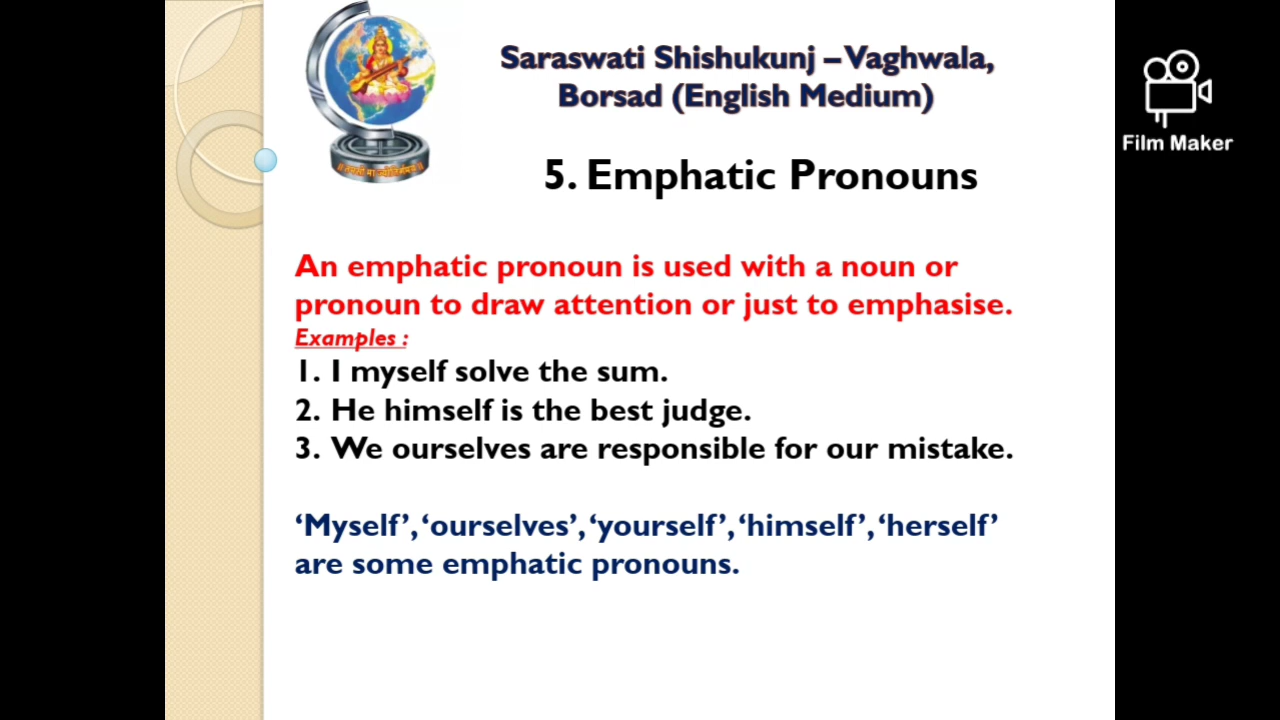 Saraswati Shishukunj – Vaghwala,
Borsad (English Medium)
Film Maker
5. Emphatic Pronouns
An emphatic pronoun is used with a noun or
pronoun to draw attention or just to emphasise.
Examples :
1. I myself solve the sum.
2. He himself is the best judge.
3. We ourselves are responsible for our mistake.
‘Myself’, ‘ourselves’, ‘yourself’, ‘himself’, ‘herself’
are some emphatic pronouns.